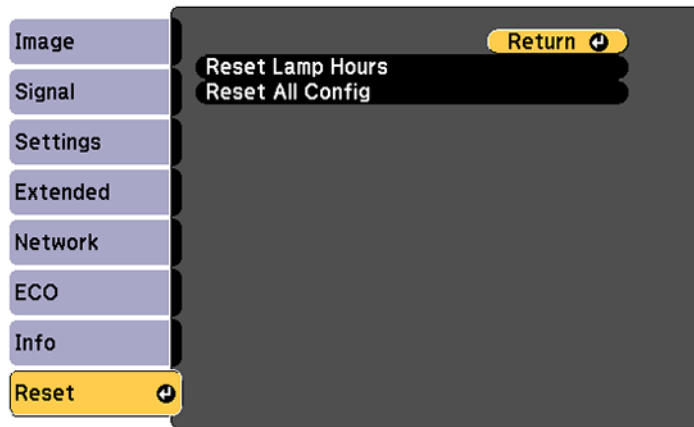 Image
Signal
Settings
Extended
Network
ECO
Info
Reset
Return
Reset Lamp Hours
Reset All Config